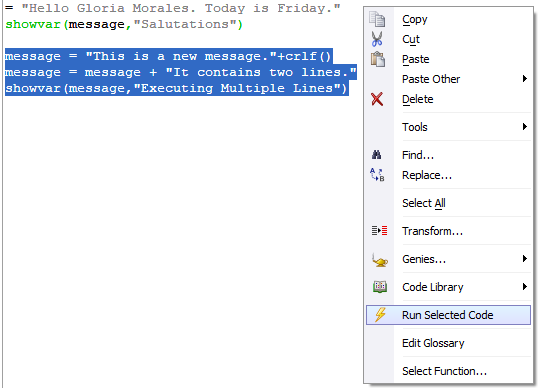 = "Hello Gloria Morales. Today is Friday."
showvar(message,"Salutations")
message = "This is a new message."+crlf()
message = message + "It contains two lines."
showvar(message,"Executing Multiple Lines")
Copy
Cut
Paste
Paste Other
Delete
Tools
Find...
Replace...
Select All
Transform...
Genies...
Code Library
Run Selected Code
Edit Glossary
Select Function...